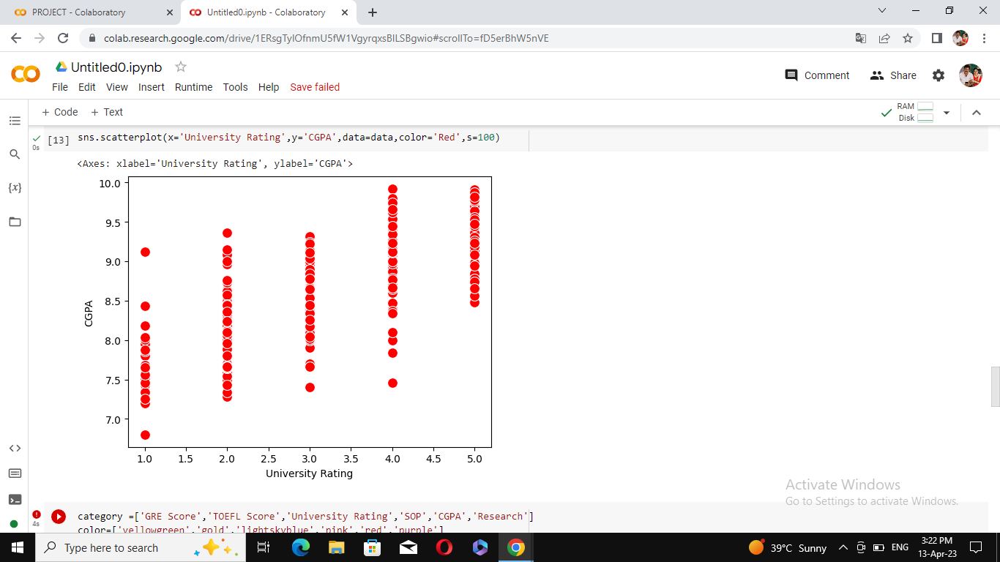 PROJECT - Colaboratory
Untitled0.ipynb - Colaboratory
colab.research.google.com/drive/1ERsgTylOfnmU5fW1VgyrqxsBlLSBgwio#scrollTo=fD5erBhW5nVE
Untitled0.ipynb
File Edit View Insert Runtime Tools Help Save failed
Comment Share
+ Code + Text
RAM
Disk
[13] sns.scatterplot(x='University Rating',y='CGPA',data=data,color='Red',s=100)
0s
<Axes: xlabel='University Rating', ylabel='CGPA'>
10.0
9.5
9.0
8.5
8.0
7.5
7.0
CGPA
1.0 1.5 2.0 2.5 3.0 3.5 4.0 4.5 5.0
University Rating
{x}
Activate Windows
Go to Settings to activate Windows.
category =['GRE Score','TOEFL Score','University Rating','SOP','CGPA','Research']
4s
color=['yellowgreen','gold','lightskyblue','pink','red','purple']
Type here to search
39°C Sunny
ENG
3:22 PM
13-Apr-23